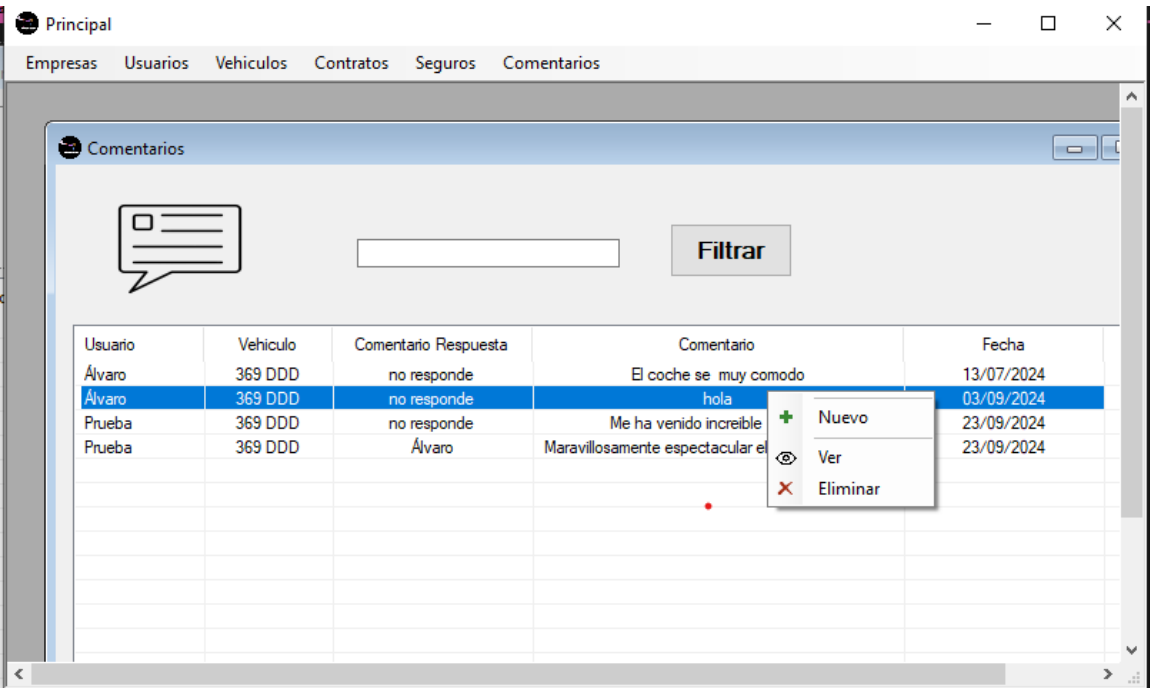 Principal
Empresas Usuarios Vehiculos Contratos Seguros Comentarios
Comentarios
Filtrar
Usuario Vehiculo Comentario Respuesta Comentario Fecha
Álvaro 369 DDD no responde El coche se muy comodo 13/07/2024
Álvaro 369 DDD no responde hola 03/09/2024
Prueba 369 DDD no responde Me ha venido increible 23/09/2024
Prueba 369 DDD Álvaro Maravillosamente espectacular el 23/09/2024
Nuevo
Ver
Eliminar